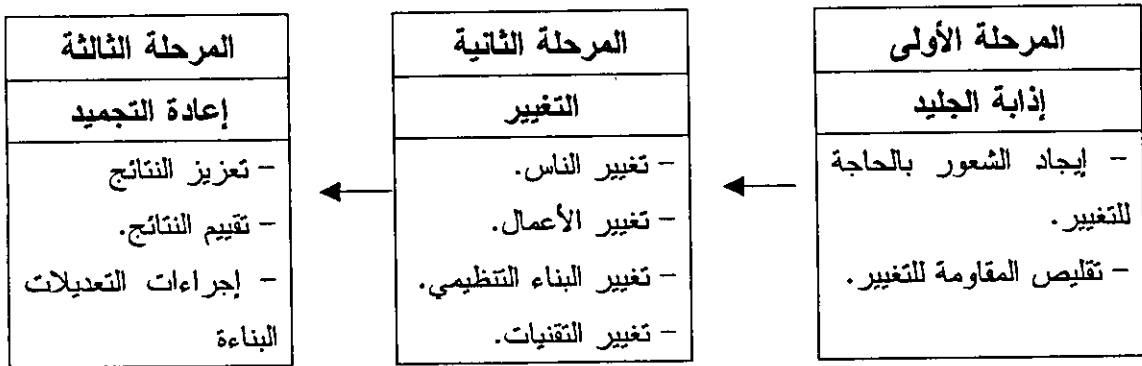 المرحلة الأولى
إذابة الجليد
- إيجاد الشعور بالحاجة
للتغيير.
- تقليص المقاومة للتغيير.
المرحلة الثانية
التغيير
- تغيير الناس.
- تغيير الأعمال.
- تغيير البناء التنظيمي.
- تغيير التقنيات.
المرحلة الثالثة
إعادة التجميد
- تعزيز النتائج
- تقييم النتائج.
- إجراءات التعديلات
البناءة